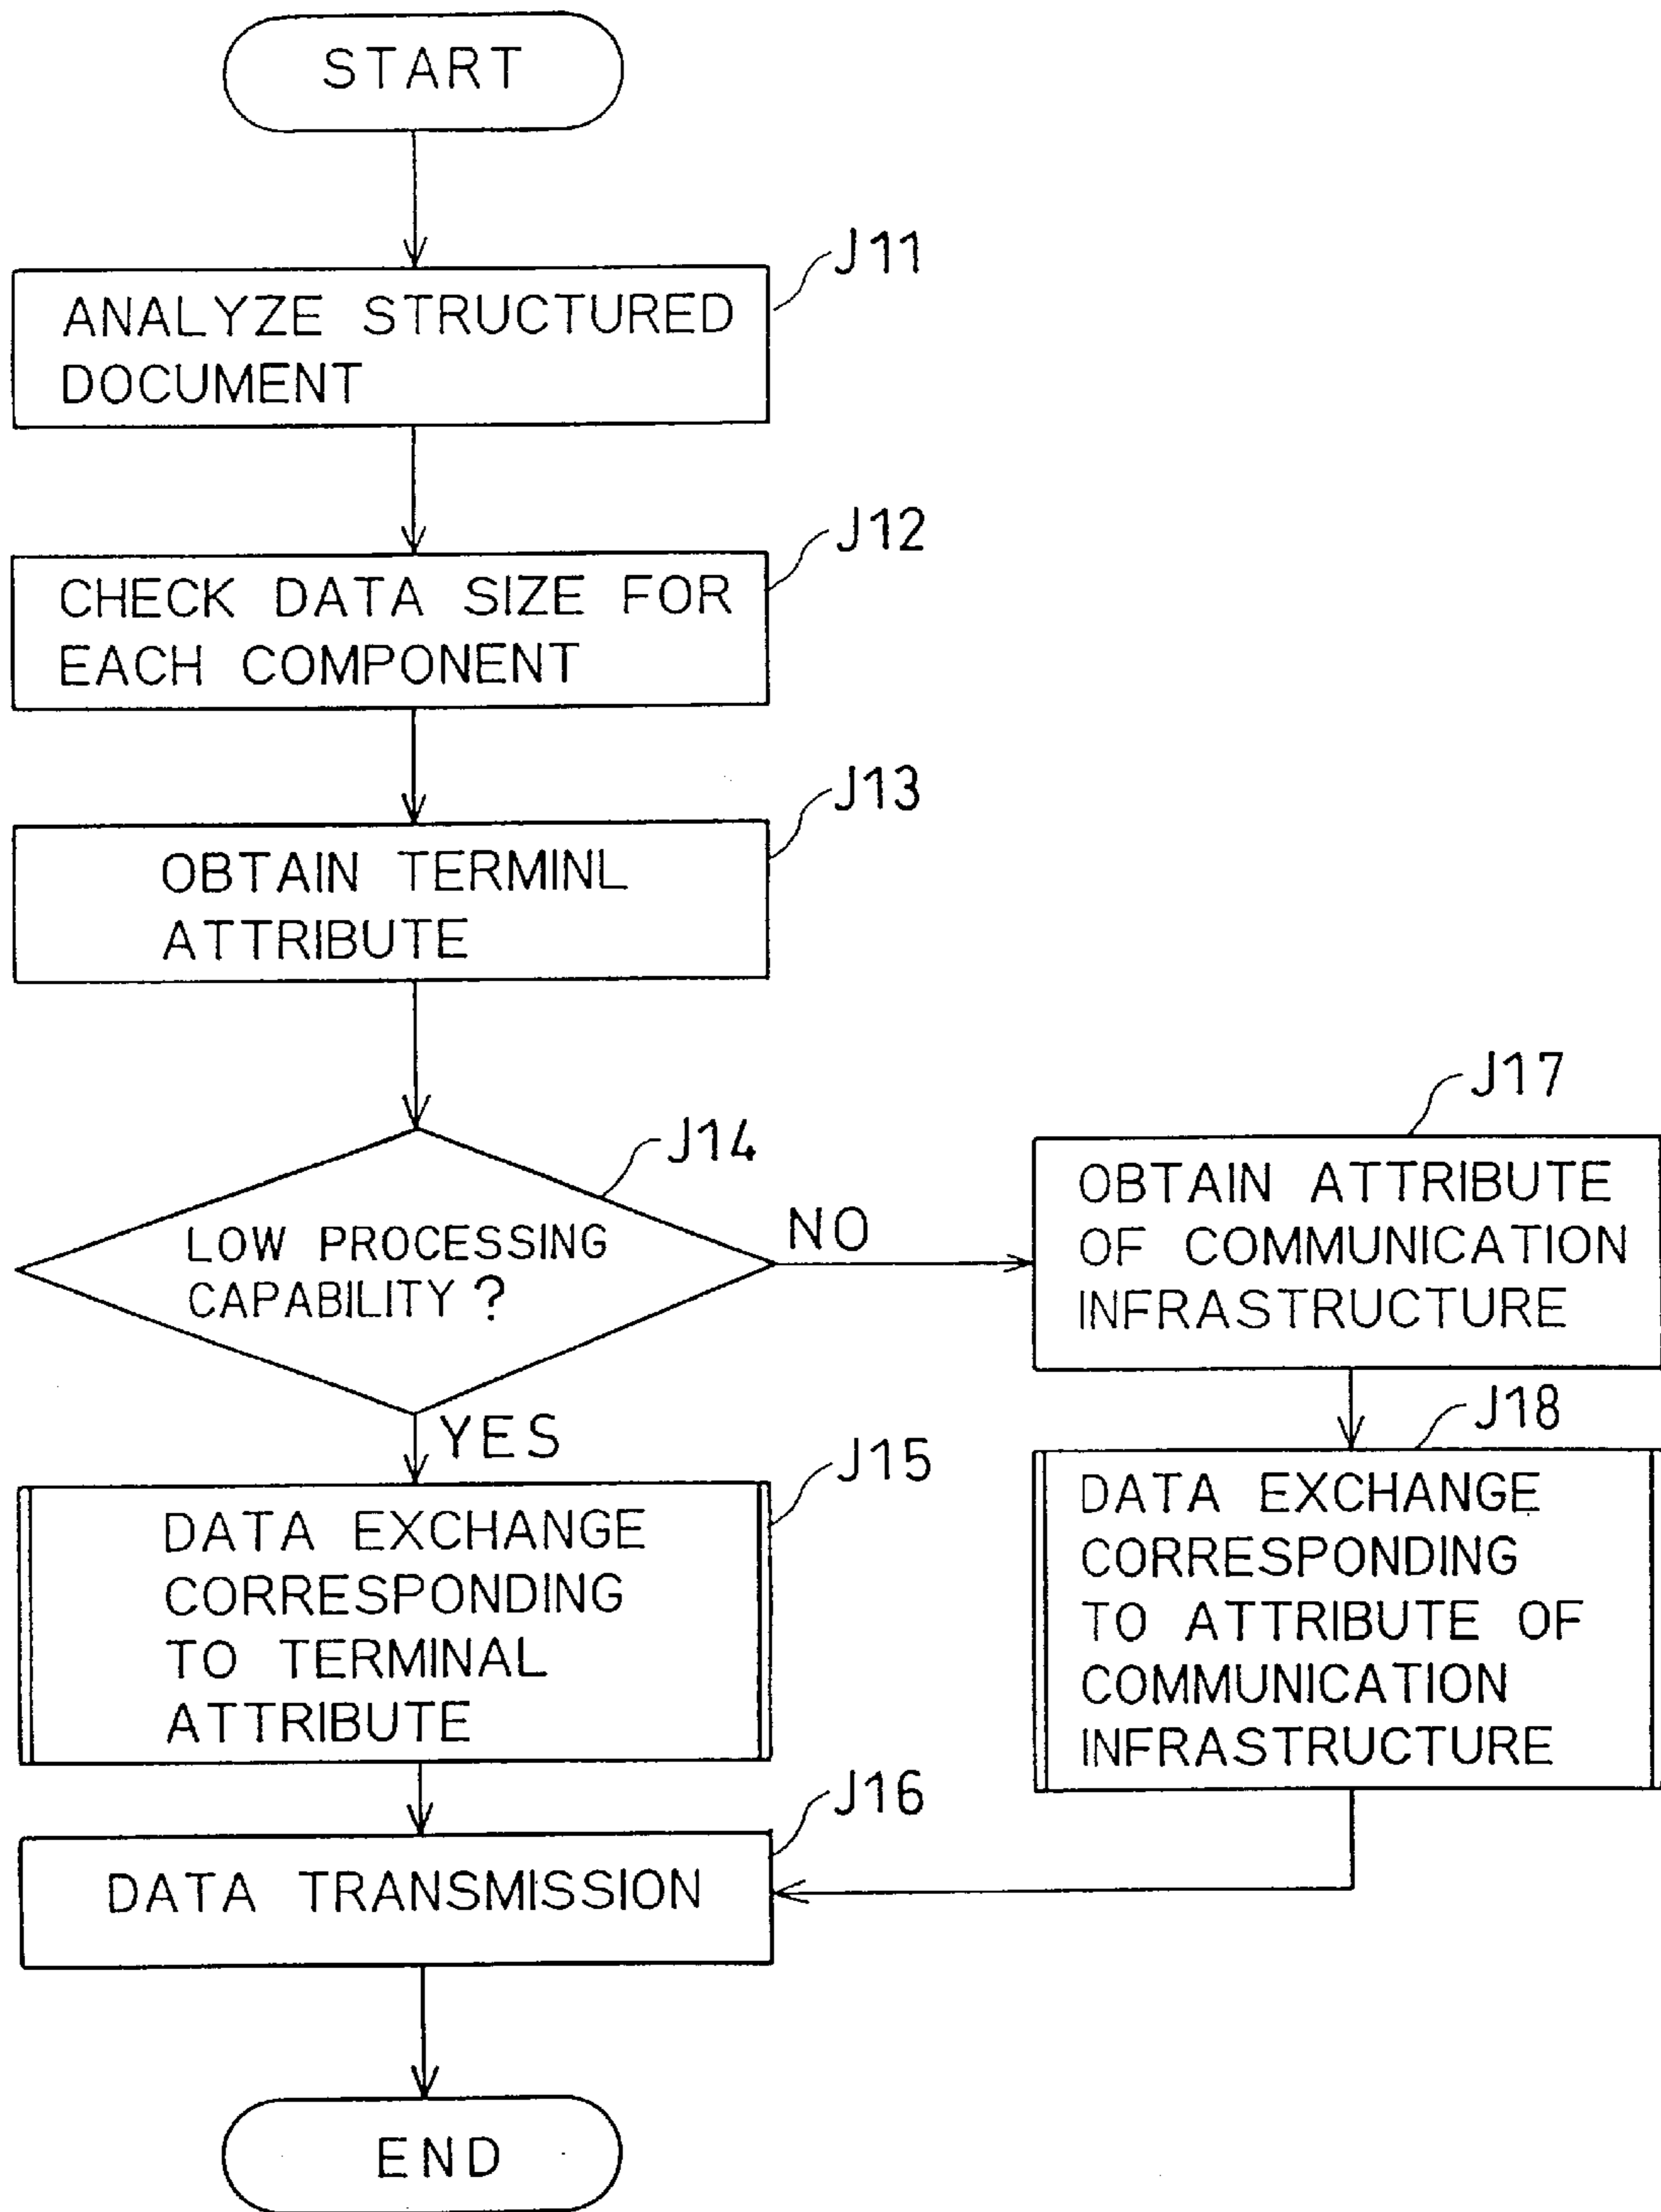 START
J11
ANALYZE STRUCTURED
DOCUMENT
J12
CHECK DATA SIZE FOR
EACH COMPONENT
J13
OBTAIN TERMINL
ATTRIBUTE
J14
LOW PROCESSING
CAPABILITY?
NO
YES
J17
OBTAIN ATTRIBUTE
OF COMMUNICATION
INFRASTRUCTURE
J15
DATA EXCHANGE
CORRESPONDING
TO TERMINAL
ATTRIBUTE
J18
DATA EXCHANGE
CORRESPONDING
TO ATTRIBUTE OF
COMMUNICATION
INFRASTRUCTURE
J16
DATA TRANSMISSION
END